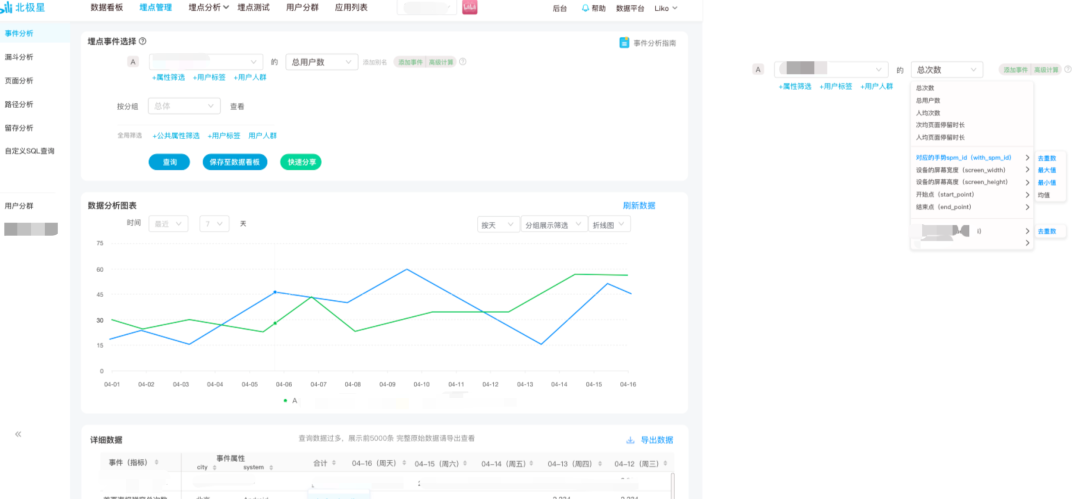 北极星
数据看板 埋点管理 埋点分析 埋点测试 用户分群 应用列表
LiLi
后台 帮助 数据平台 Liko
事件分析
漏斗分析
页面分析
路径分析
留存分析
自定义SQL查询
用户分群
埋点事件选择
事件分析指南
A 的 总用户数 添加别名 添加事件 高级计算
+属性筛选 +用户标签 +用户人群
按分组 总体 查看
全局筛选 +公共属性筛选 +用户标签 用户人群
查询 保存至数据看板 快速分享
数据分析图表
刷新数据
时间 最近 7 天
按天 分组展示筛选 折线图
75
60
45
30
15
0
04-01 04-02 04-03 04-04 04-05 04-06 04-07 04-08 04-09 04-10 04-11 04-12 04-13 04-14 04-15 04-16
A
详细数据
查询数据过多，展示前5000条 完整原始数据请导出查看
导出数据
事件（指标）
事件属性
city system
合计 04-16（周天） 04-15（周六） 04-14（周五） 04-13（周四） 04-12（周三）
A 的 总次数 添加事件 高级计算
+属性筛选 +用户标签 +用户人群
总次数
总用户数
人均次数
次均页面停留时长
人均页面停留时长
对应的手势spm_id（with_spm_id）
设备的屏幕宽度（screen_width）
设备的屏幕高度（screen_height）
开始点（start_point）
结束点（end_point）
去重数
最大值
最小值
均值
去重数